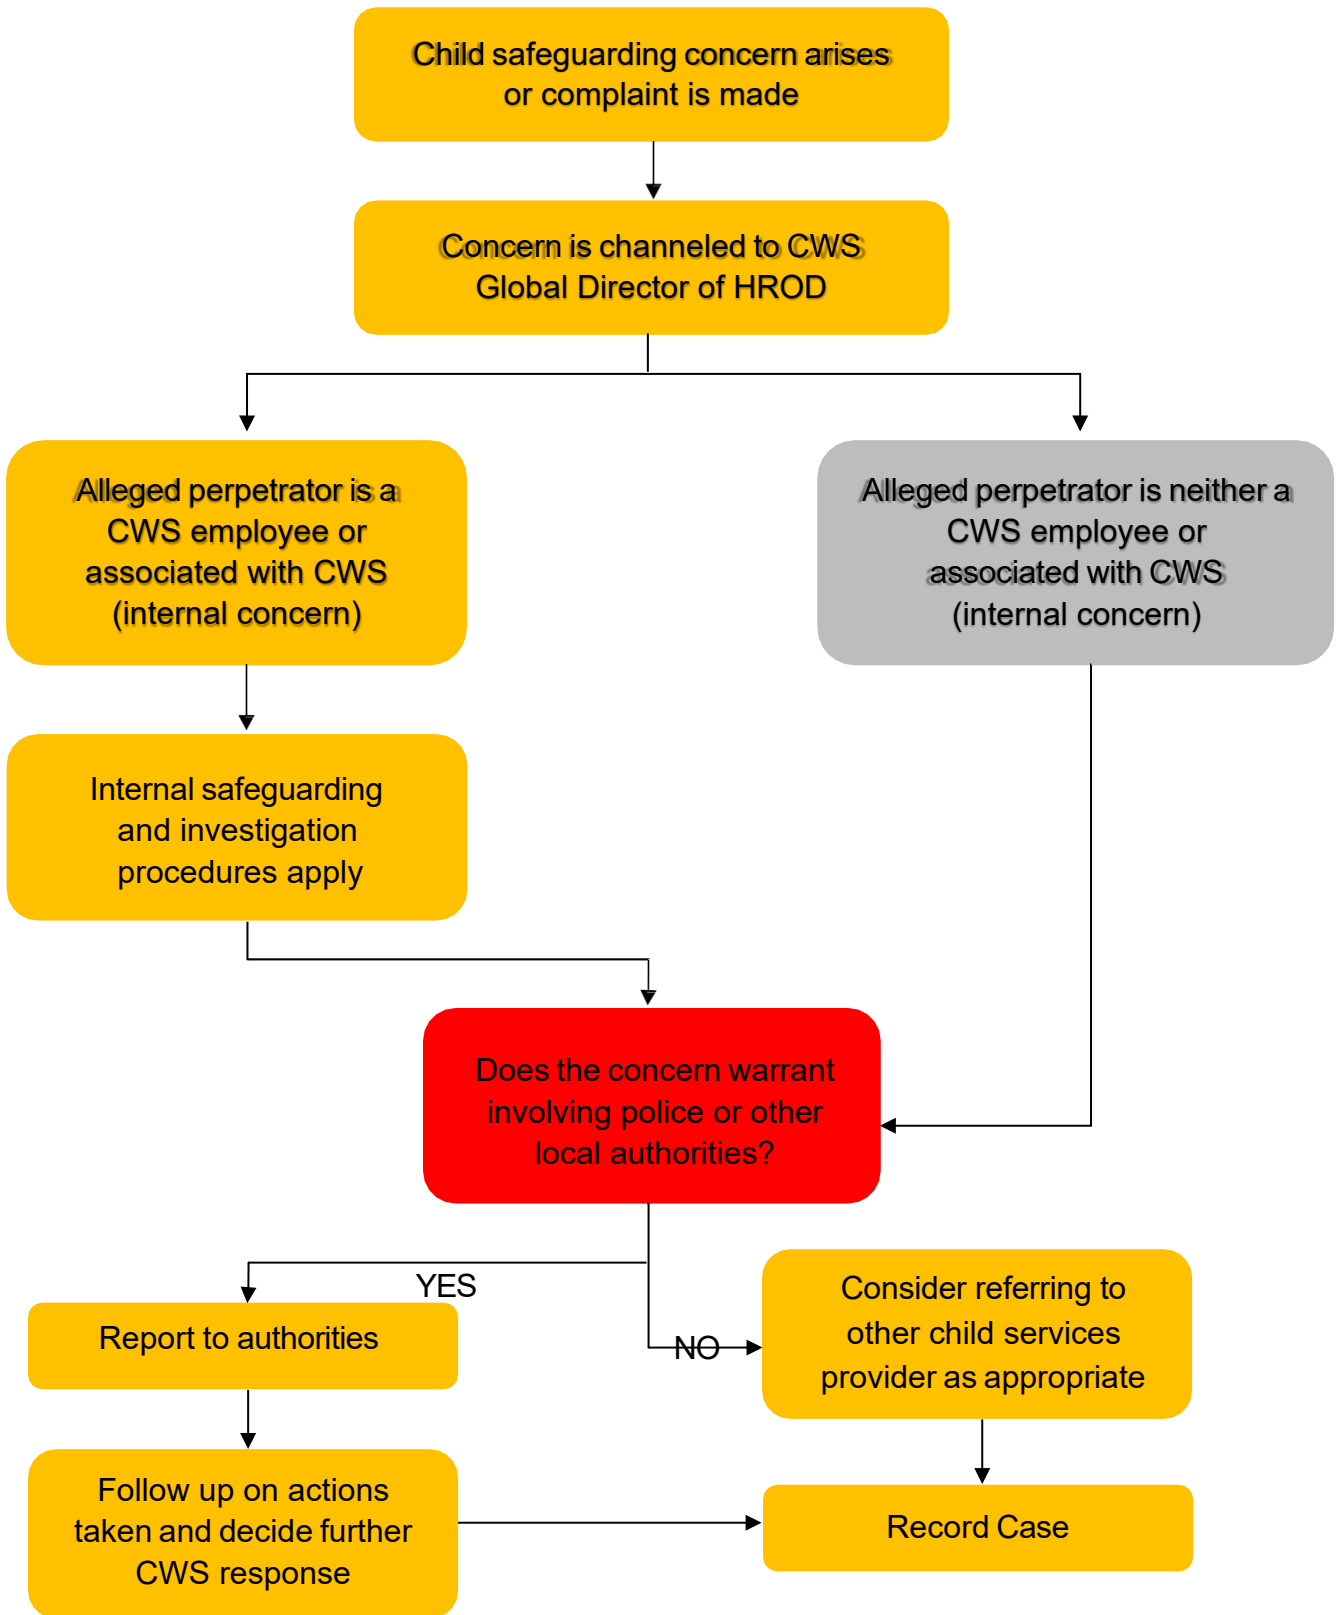 Child safeguarding concern arises
or complaint is made
Concern is channeled to CWS
Global Director of HROD
Alleged perpetrator is a
CWS employee or
associated with CWS
(internal concern)
Alleged perpetrator is neither a
CWS employee or
associated with CWS
(internal concern)
Internal safeguarding
and investigation
procedures apply
Does the concern warrant
involving police or other
local authorities?
YES
NO
Report to authorities
Consider referring to
other child services
provider as appropriate
Follow up on actions
taken and decide further
CWS response
Record Case